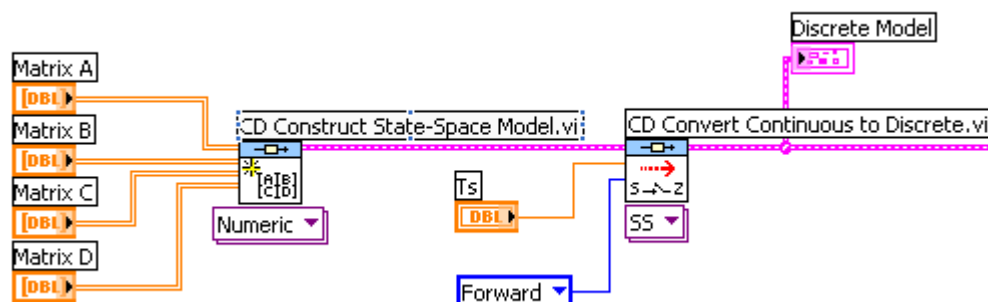 Discrete Model
Matrix A
[DBL]
CD Construct State-Space Model.vi
CD Convert Continuous to Discrete.vi
Matrix B
[DBL]
[A][B]
[C][D]
Ts
DBL
S Z
Matrix C
[DBL]
Numeric
SS
Matrix D
[DBL]
Forward